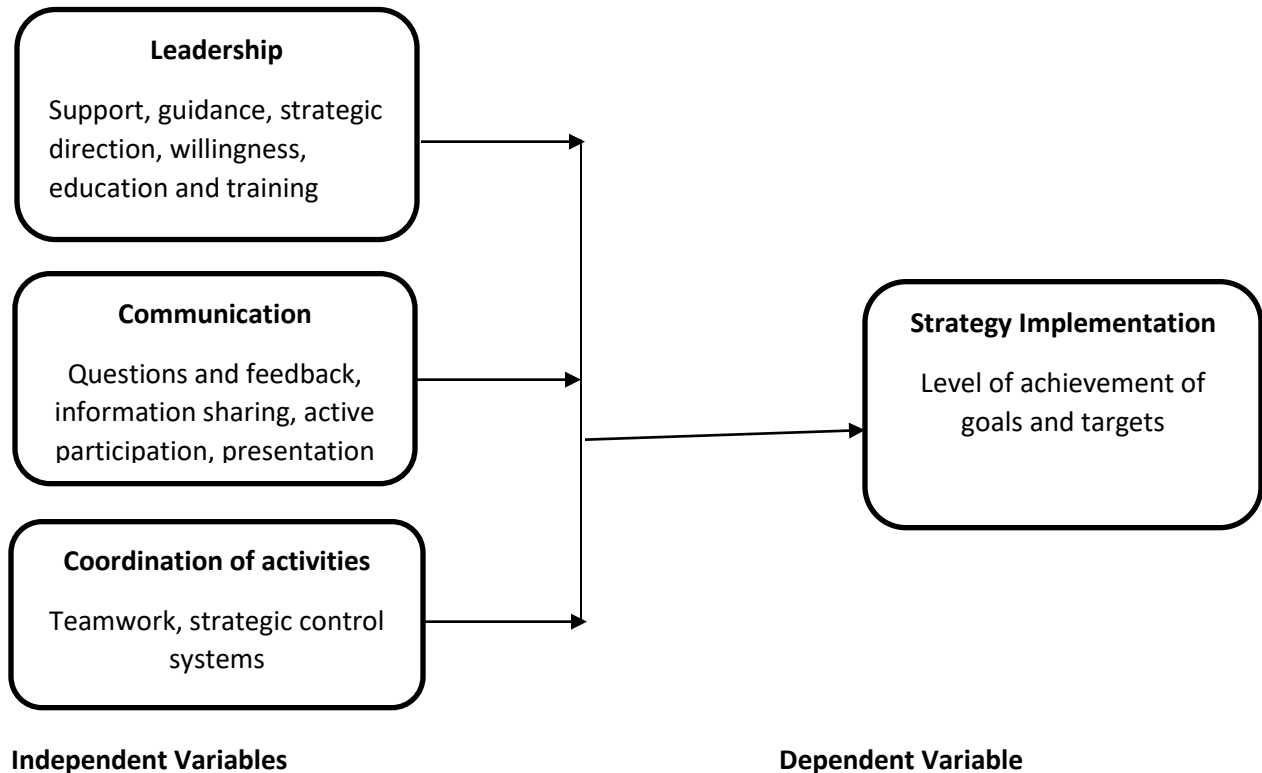 Leadership
Support, guidance, strategic
direction, willingness,
education and training
Communication
Questions and feedback,
information sharing, active
participation, presentation
Coordination of activities
Teamwork, strategic control
systems
Strategy Implementation
Level of achievement of
goals and targets
Independent Variables
Dependent Variable